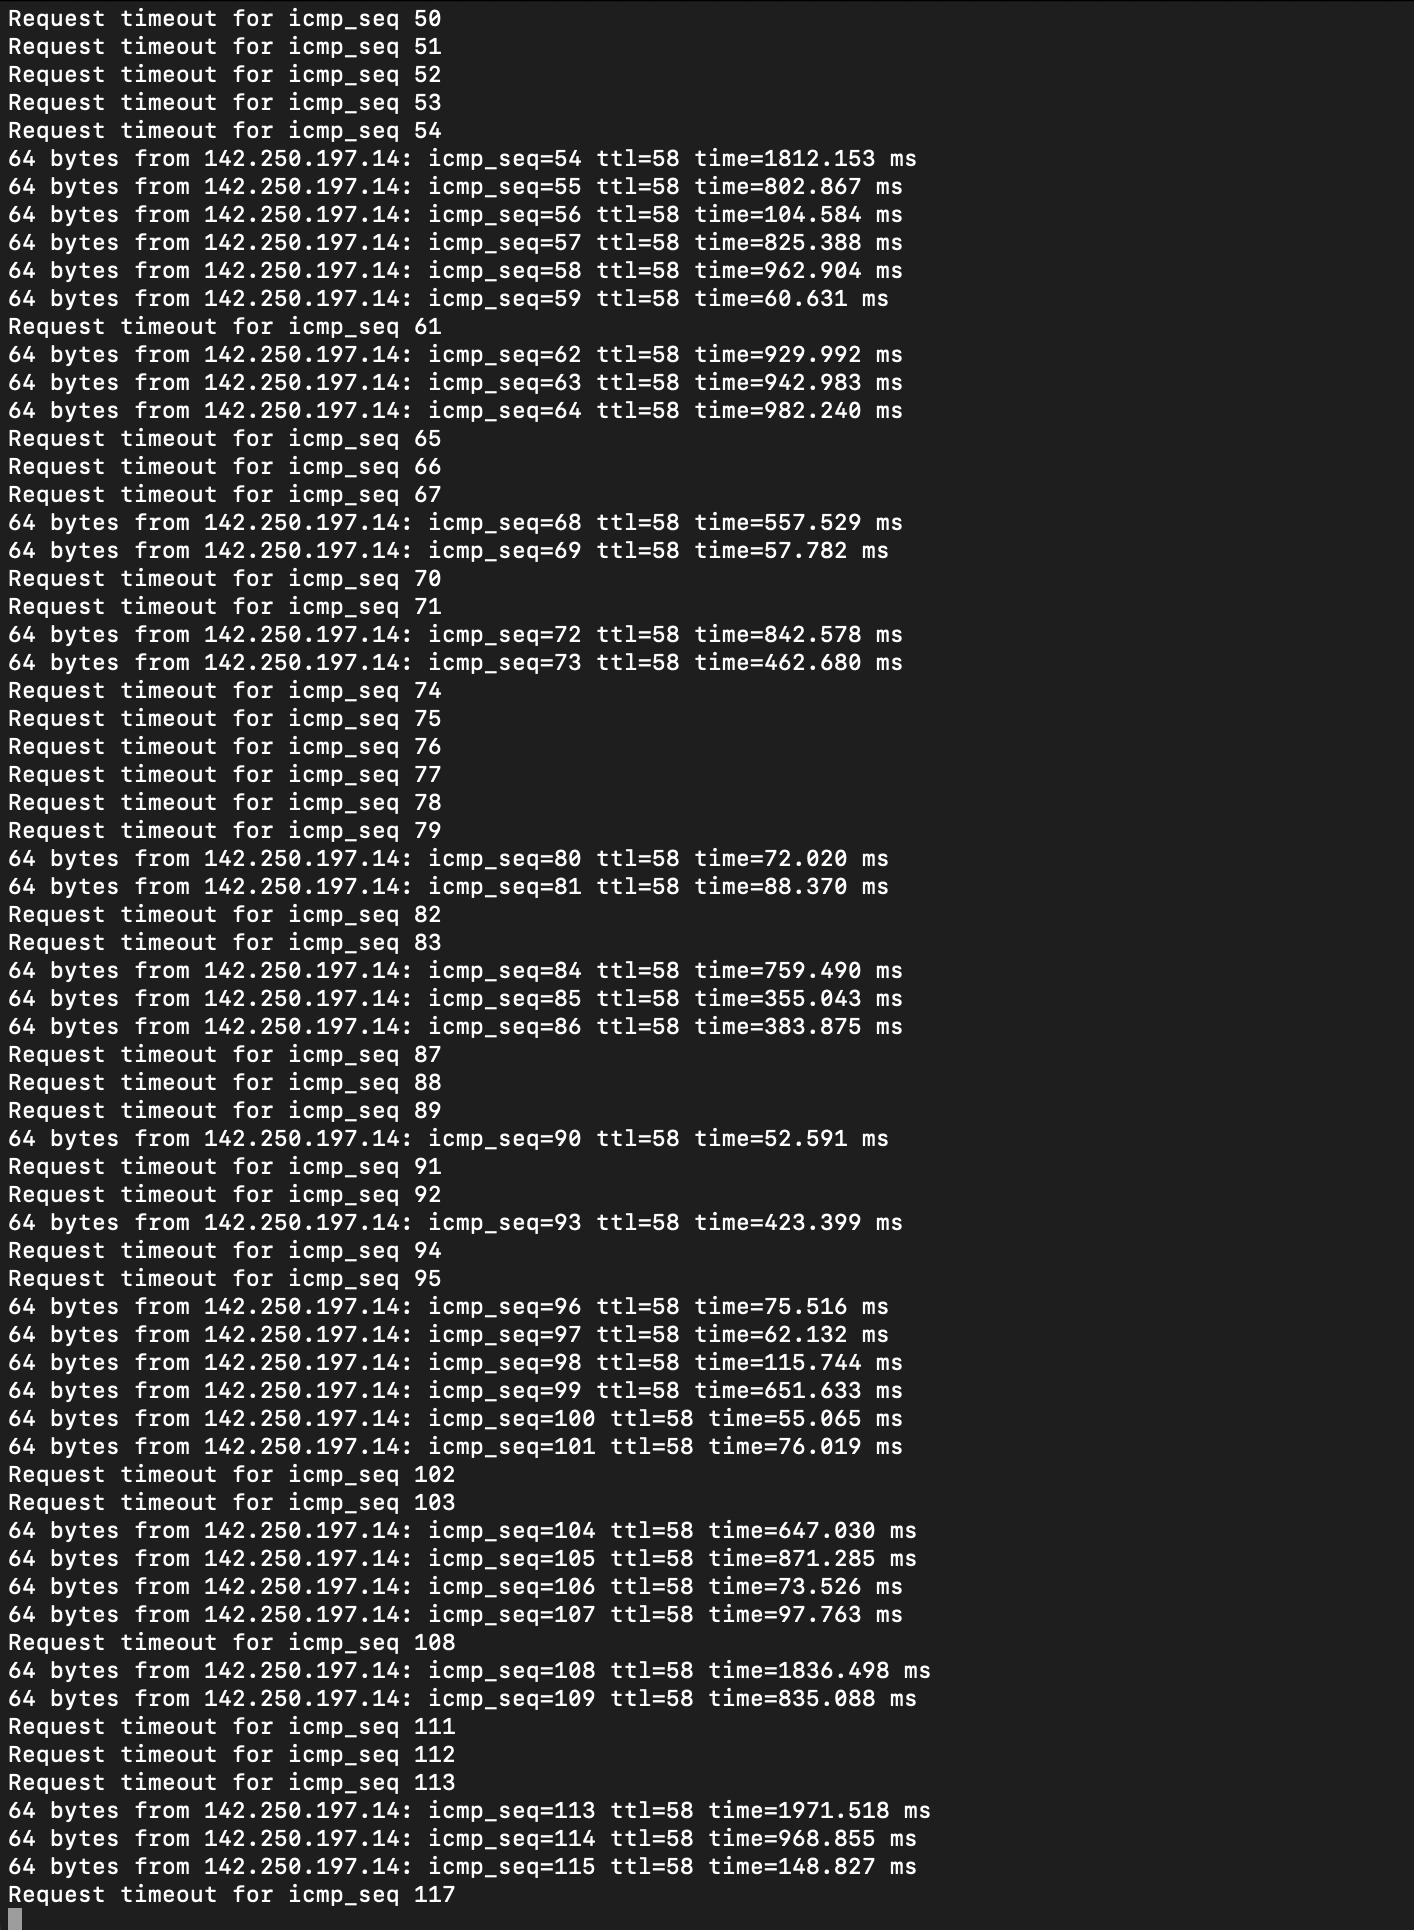 Request timeout for icmp_seq 50
Request timeout for icmp_seq 51
Request timeout for icmp_seq 52
Request timeout for icmp_seq 53
Request timeout for icmp_seq 54
64 bytes from 142.250.197.14: icmp_seq=54 ttl=58 time=1812.153 ms
64 bytes from 142.250.197.14: icmp_seq=55 ttl=58 time=802.867 ms
64 bytes from 142.250.197.14: icmp_seq=56 ttl=58 time=104.584 ms
64 bytes from 142.250.197.14: icmp_seq=57 ttl=58 time=825.388 ms
64 bytes from 142.250.197.14: icmp_seq=58 ttl=58 time=962.904 ms
64 bytes from 142.250.197.14: icmp_seq=59 ttl=58 time=60.631 ms
Request timeout for icmp_seq 61
64 bytes from 142.250.197.14: icmp_seq=62 ttl=58 time=929.992 ms
64 bytes from 142.250.197.14: icmp_seq=63 ttl=58 time=942.983 ms
64 bytes from 142.250.197.14: icmp_seq=64 ttl=58 time=982.240 ms
Request timeout for icmp_seq 65
Request timeout for icmp_seq 66
Request timeout for icmp_seq 67
64 bytes from 142.250.197.14: icmp_seq=68 ttl=58 time=557.529 ms
64 bytes from 142.250.197.14: icmp_seq=69 ttl=58 time=57.782 ms
Request timeout for icmp_seq 70
Request timeout for icmp_seq 71
64 bytes from 142.250.197.14: icmp_seq=72 ttl=58 time=842.578 ms
64 bytes from 142.250.197.14: icmp_seq=73 ttl=58 time=462.680 ms
Request timeout for icmp_seq 74
Request timeout for icmp_seq 75
Request timeout for icmp_seq 76
Request timeout for icmp_seq 77
Request timeout for icmp_seq 78
Request timeout for icmp_seq 79
64 bytes from 142.250.197.14: icmp_seq=80 ttl=58 time=72.020 ms
64 bytes from 142.250.197.14: icmp_seq=81 ttl=58 time=88.370 ms
Request timeout for icmp_seq 82
Request timeout for icmp_seq 83
64 bytes from 142.250.197.14: icmp_seq=84 ttl=58 time=759.490 ms
64 bytes from 142.250.197.14: icmp_seq=85 ttl=58 time=355.043 ms
64 bytes from 142.250.197.14: icmp_seq=86 ttl=58 time=383.875 ms
Request timeout for icmp_seq 87
Request timeout for icmp_seq 88
Request timeout for icmp_seq 89
64 bytes from 142.250.197.14: icmp_seq=90 ttl=58 time=52.591 ms
Request timeout for icmp_seq 91
Request timeout for icmp_seq 92
64 bytes from 142.250.197.14: icmp_seq=93 ttl=58 time=423.399 ms
Request timeout for icmp_seq 94
Request timeout for icmp_seq 95
64 bytes from 142.250.197.14: icmp_seq=96 ttl=58 time=75.516 ms
64 bytes from 142.250.197.14: icmp_seq=97 ttl=58 time=62.132 ms
64 bytes from 142.250.197.14: icmp_seq=98 ttl=58 time=115.744 ms
64 bytes from 142.250.197.14: icmp_seq=99 ttl=58 time=651.633 ms
64 bytes from 142.250.197.14: icmp_seq=100 ttl=58 time=55.065 ms
64 bytes from 142.250.197.14: icmp_seq=101 ttl=58 time=76.019 ms
Request timeout for icmp_seq 102
Request timeout for icmp_seq 103
64 bytes from 142.250.197.14: icmp_seq=104 ttl=58 time=647.030 ms
64 bytes from 142.250.197.14: icmp_seq=105 ttl=58 time=871.285 ms
64 bytes from 142.250.197.14: icmp_seq=106 ttl=58 time=73.526 ms
64 bytes from 142.250.197.14: icmp_seq=107 ttl=58 time=97.763 ms
Request timeout for icmp_seq 108
64 bytes from 142.250.197.14: icmp_seq=108 ttl=58 time=1836.498 ms
64 bytes from 142.250.197.14: icmp_seq=109 ttl=58 time=835.088 ms
Request timeout for icmp_seq 111
Request timeout for icmp_seq 112
Request timeout for icmp_seq 113
64 bytes from 142.250.197.14: icmp_seq=113 ttl=58 time=1971.518 ms
64 bytes from 142.250.197.14: icmp_seq=114 ttl=58 time=968.855 ms
64 bytes from 142.250.197.14: icmp_seq=115 ttl=58 time=148.827 ms
Request timeout for icmp_seq 117